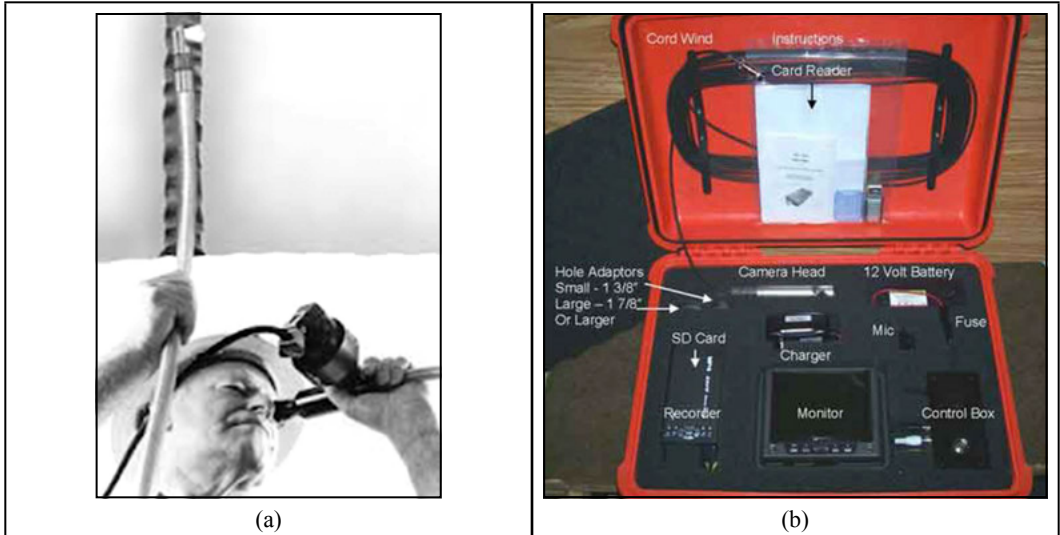 Cord Wind
Instructions
Card Reader
Hole Adaptors
Small - 1 3/8"
Large – 1 7/8"
Or Larger
Camera Head
12 Volt Battery
Fuse
Mic
SD Card
Charger
Recorder
Monitor
Control Box
(a)
(b)